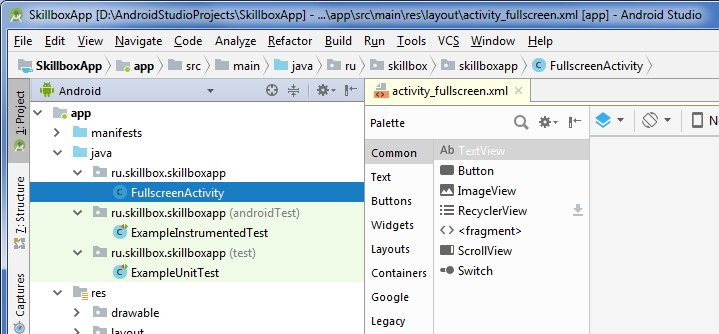 SkillboxApp [D:\AndroidStudioProjects\SkillboxApp] - ...\app\src\main\res\layout\activity_fullscreen.xml [app] - Android Studio
File Edit View Navigate Code Analyze Refactor Build Run Tools VCS Window Help
SkillboxApp app src main java ru skillbox skillboxapp FullscreenActivity
1: Project
7: Structure
Captures
Android
app
manifests
java
ru.skillbox.skillboxapp
FullscreenActivity
ru.skillbox.skillboxapp (androidTest)
ExampleInstrumentedTest
ru.skillbox.skillboxapp (test)
ExampleUnitTest
res
drawable
layout
activity_fullscreen.xml
Palette
Common
Text
Buttons
Widgets
Layouts
Containers
Google
Legacy
Ab TextView
Button
ImageView
RecyclerView
<fragment>
ScrollView
Switch